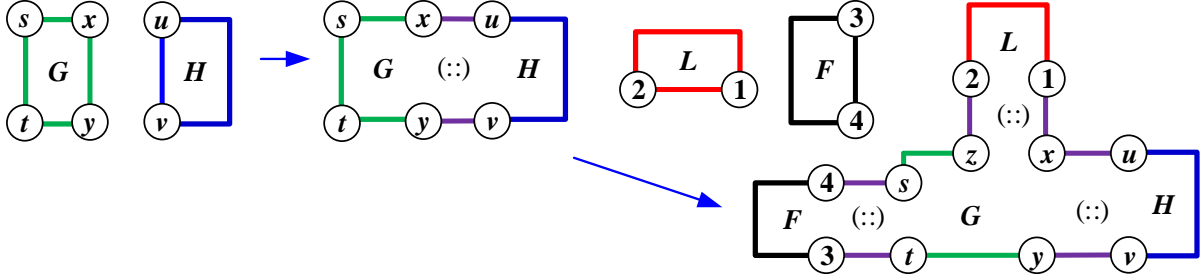 s x u s x u
G H G (::) H
t y v t y v
L
2 1
3
F
4
L
2 1
(::)
z x u
4 s
F (::) G (::) H
3 t y v